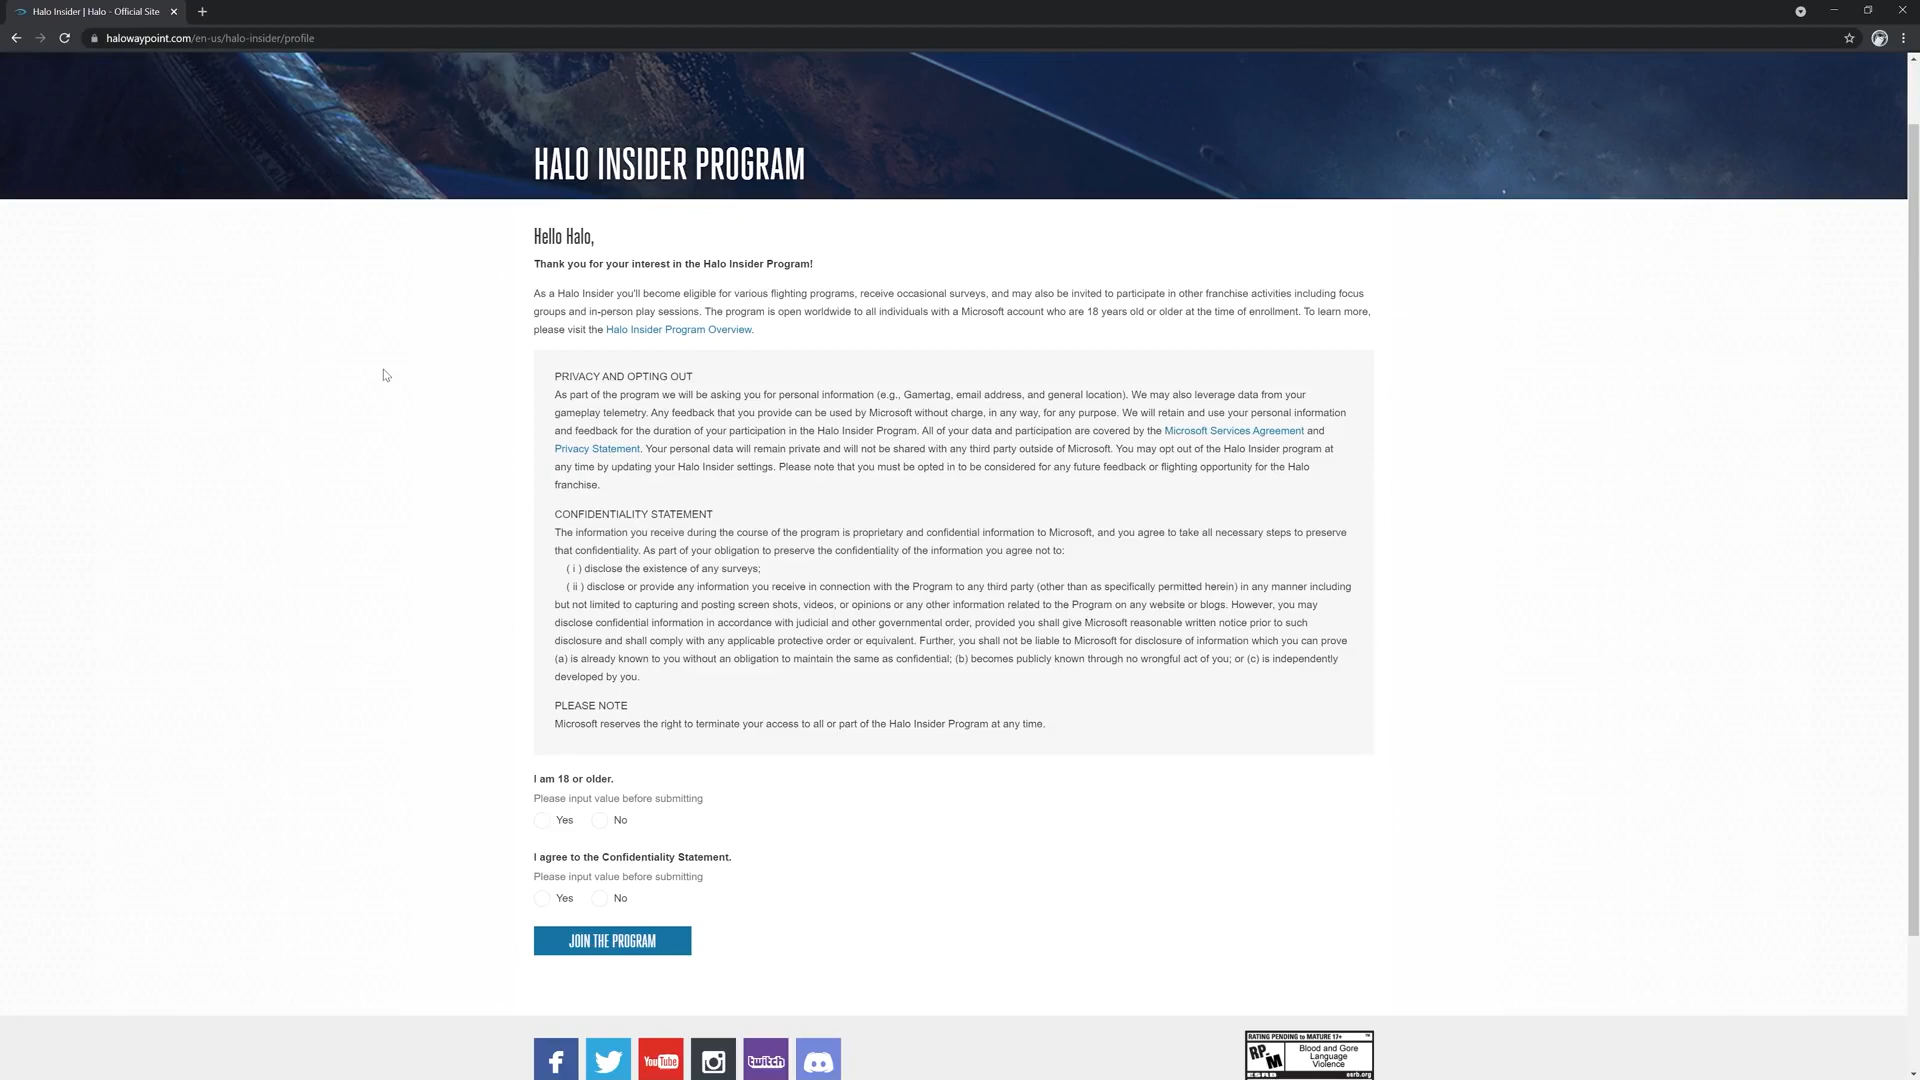 Halo Insider | Halo - Official Site
halowaypoint.com/en-us/halo-insider/profile
HALO INSIDER PROGRAM
Hello Halo,
Thank you for your interest in the Halo Insider Program!
As a Halo Insider you'll become eligible for various flighting programs, receive occasional surveys, and may also be invited to participate in other franchise activities including focus
groups and in-person play sessions. The program is open worldwide to all individuals with a Microsoft account who are 18 years old or older at the time of enrollment. To learn more,
please visit the Halo Insider Program Overview.
PRIVACY AND OPTING OUT
As part of the program we will be asking you for personal information (e.g., Gamertag, email address, and general location). We may also leverage data from your
gameplay telemetry. Any feedback that you provide can be used by Microsoft without charge, in any way, for any purpose. We will retain and use your personal information
and feedback for the duration of your participation in the Halo Insider Program. All of your data and participation are covered by the Microsoft Services Agreement and
Privacy Statement. Your personal data will remain private and will not be shared with any third party outside of Microsoft. You may opt out of the Halo Insider program at
any time by updating your Halo Insider settings. Please note that you must be opted in to be considered for any future feedback or flighting opportunity for the Halo
franchise.
CONFIDENTIALITY STATEMENT
The information you receive during the course of the program is proprietary and confidential information to Microsoft, and you agree to take all necessary steps to preserve
that confidentiality. As part of your obligation to preserve the confidentiality of the information you agree not to:
( i ) disclose the existence of any surveys;
( ii ) disclose or provide any information you receive in connection with the Program to any third party (other than as specifically permitted herein) in any manner including
but not limited to capturing and posting screen shots, videos, or opinions or any other information related to the Program on any website or blogs. However, you may
disclose confidential information in accordance with judicial and other governmental order, provided you shall give Microsoft reasonable written notice prior to such
disclosure and shall comply with any applicable protective order or equivalent. Further, you shall not be liable to Microsoft for disclosure of information which you can prove
(a) is already known to you without an obligation to maintain the same as confidential; (b) becomes publicly known through no wrongful act of you; or (c) is independently
developed by you.
PLEASE NOTE
Microsoft reserves the right to terminate your access to all or part of the Halo Insider Program at any time.
I am 18 or older.
Please input value before submitting
Yes No
I agree to the Confidentiality Statement.
Please input value before submitting
Yes No
JOIN THE PROGRAM
YouTube twitch
RATING PENDING to MATURE 17+ ™
RP-M
Blood and Gore
Language
Violence
ESRB esrb.org